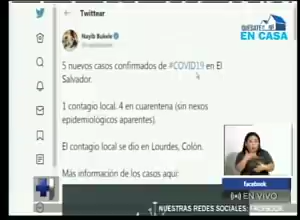 Twittear
QUÉDATE
EN CASA
Nayib Bukele
5 nuevos casos confirmados de
#COVID19 en El
Salvador.
1 contagio local. 4 en cuarentena (sin nexos
epidemiológicos aparentes).
El contagio local se dio en Lourdes, Colón.
Más información de los casos aquí:
facebook
EN VIVO
NUESTRAS REDES SOCIALES: FACEBOOK